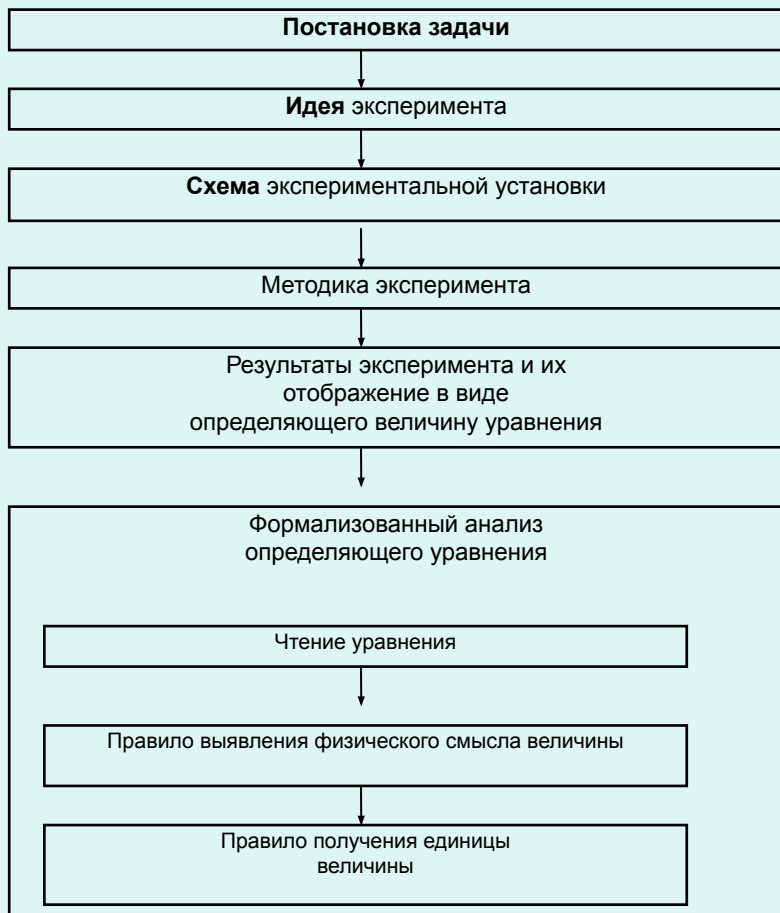 Постановка задачи
Идея эксперимента
Схема экспериментальной установки
Методика эксперимента
Результаты эксперимента и их
отображение в виде
определяющего величину уравнения
Формализованный анализ
определяющего уравнения
Чтение уравнения
Правило выявления физического смысла величины
Правило получения единицы
величины